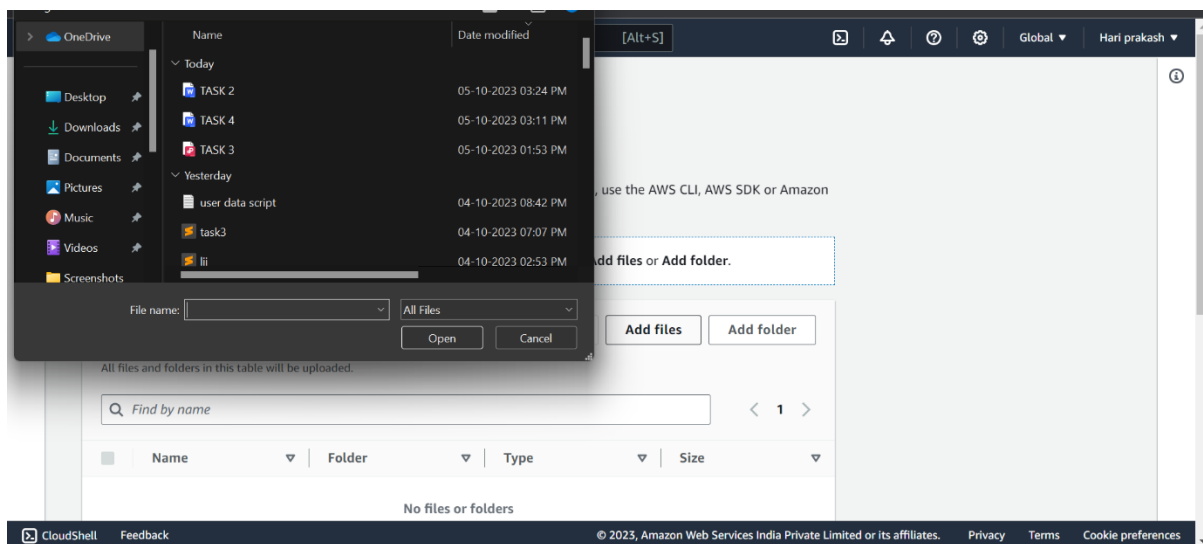 OneDrive
Name Date modified
Today
TASK 2 05-10-2023 03:24 PM
TASK 4 05-10-2023 03:11 PM
TASK 3 05-10-2023 01:53 PM
Yesterday
user data script 04-10-2023 08:42 PM
task3 04-10-2023 07:07 PM
lii 04-10-2023 02:53 PM
Desktop
Downloads
Documents
Pictures
Music
Videos
Screenshots
File name: All Files
Open Cancel
[Alt+S] Global Hari prakash
, use the AWS CLI, AWS SDK or Amazon
Add files or Add folder.
Add files Add folder
All files and folders in this table will be uploaded.
Find by name 1
Name Folder Type Size
No files or folders
CloudShell Feedback © 2023, Amazon Web Services India Private Limited or its affiliates. Privacy Terms Cookie preferences